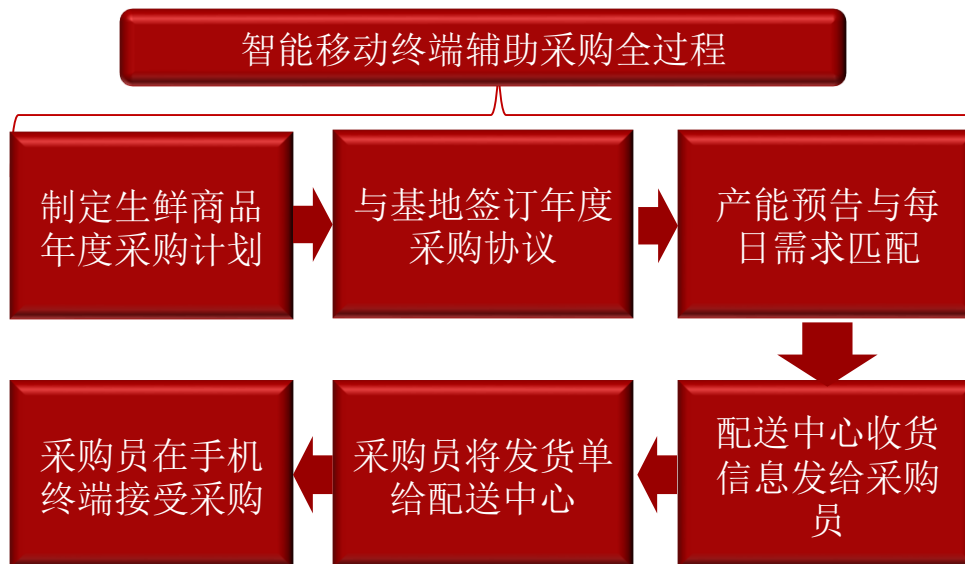 智能移动终端辅助采购全过程
制定生鲜商品
年度采购计划
与基地签订年度
采购协议
产能预告与每
日需求匹配
配送中心收货
信息发给采购
员
采购员将发货单
给配送中心
采购员在手机
终端接受采购